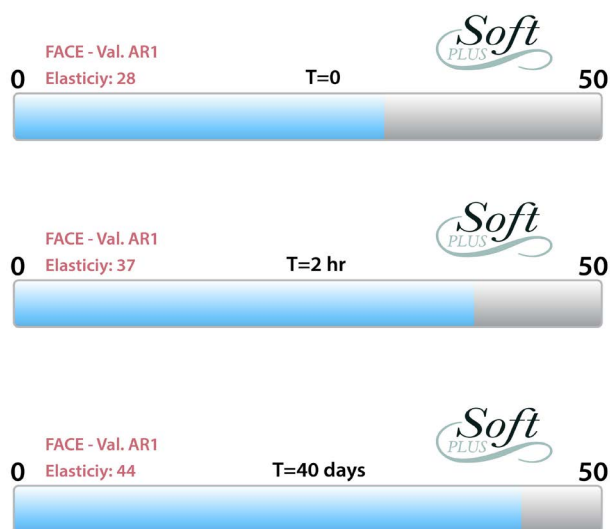 Soft
PLUS
FACE - Val. AR1
0 Elasticiy: 28 T=0 50
Soft
PLUS
FACE - Val. AR1
0 Elasticiy: 37 T=2 hr 50
Soft
PLUS
FACE - Val. AR1
0 Elasticiy: 44 T=40 days 50